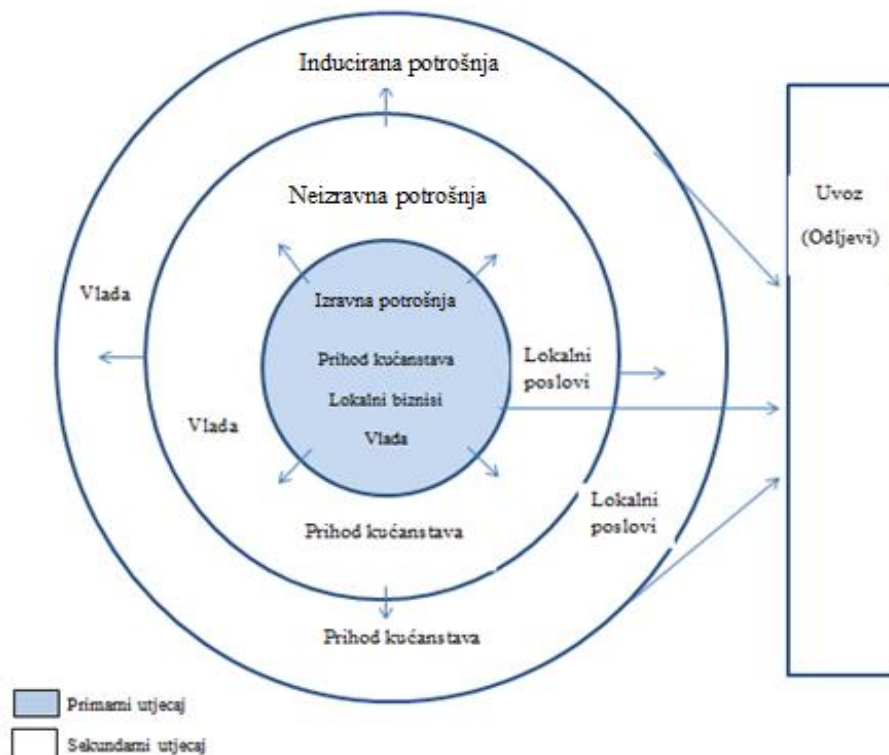 Inducirana potrošnja
Neizravna potrošnja
Uvoz
(Odljevi)
Vlada
Izravna potrošnja
Prihod kućanstava
Lokalni biznisi
Vlada
Lokalni
poslovi
Vlada
Lokalni
poslovi
Prihod kućanstava
Prihod kućanstava
Primarni utjecaj
Sekundarni utjecaj